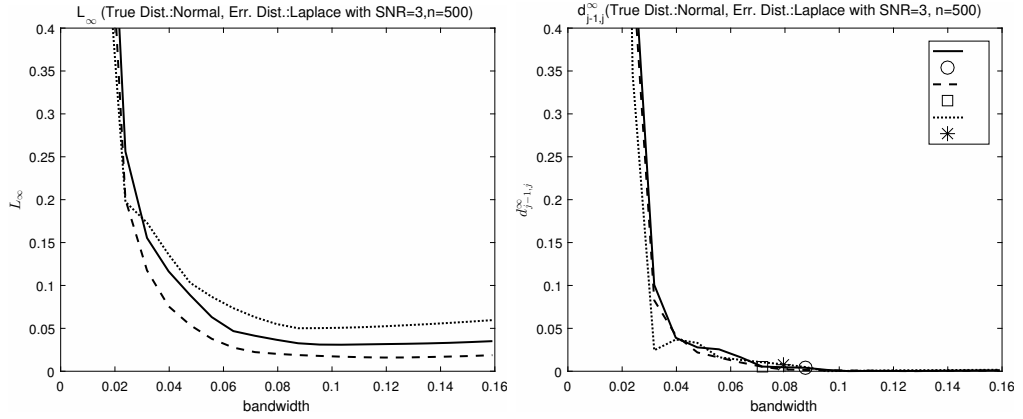 L∞ (True Dist.:Normal, Err. Dist.:Laplace with SNR=3,n=500)
0.4
0.35
0.3
0.25
0.2
0.15
0.1
0.05
0
L∞
0 0.02 0.04 0.06 0.08 0.1 0.12 0.14 0.16
bandwidth
d∞j-1,j(True Dist.:Normal, Err. Dist.:Laplace with SNR=3, n=500)
0.4
0.35
0.3
0.25
0.2
0.15
0.1
0.05
0
d∞j−1,j
0 0.02 0.04 0.06 0.08 0.1 0.12 0.14 0.16
bandwidth